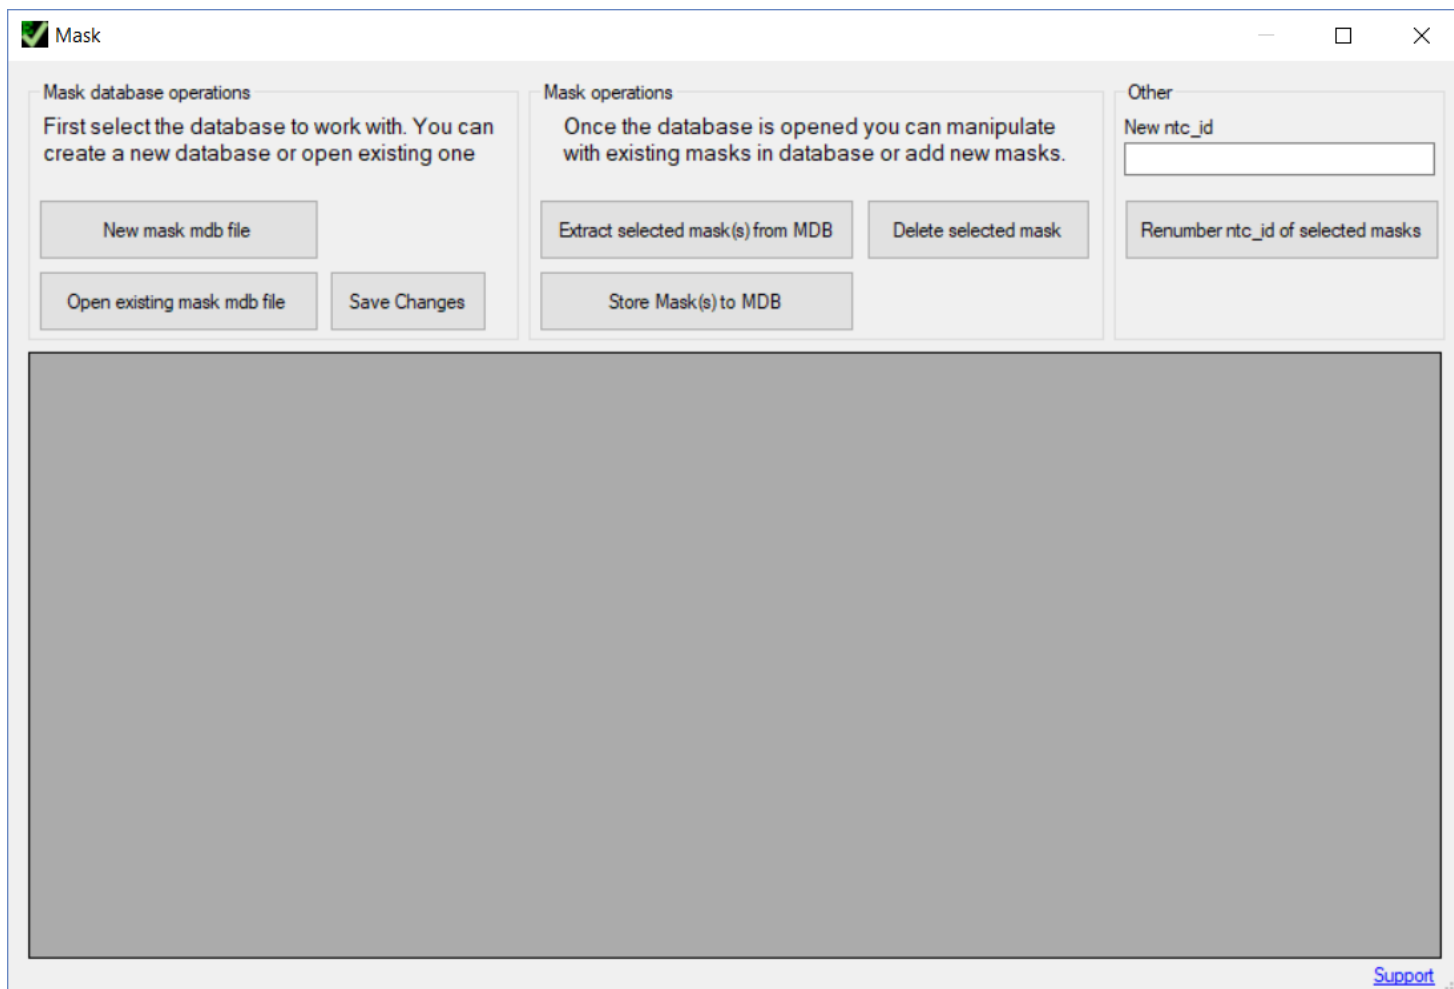 Mask
Mask database operations
First select the database to work with. You can
create a new database or open existing one
New mask mdb file
Open existing mask mdb file
Save Changes
Mask operations
Once the database is opened you can manipulate
with existing masks in database or add new masks.
Extract selected mask(s) from MDB
Delete selected mask
Store Mask(s) to MDB
Other
New ntc_id
Renumber ntc_id of selected masks
Support